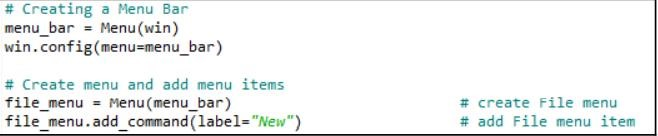 # Creating a Menu Bar
menu_bar = Menu(win)
win.config(menu=menu_bar)

# Create menu and add menu items
file_menu = Menu(menu_bar) # create File menu
file_menu.add_command(label="New") # add File menu item